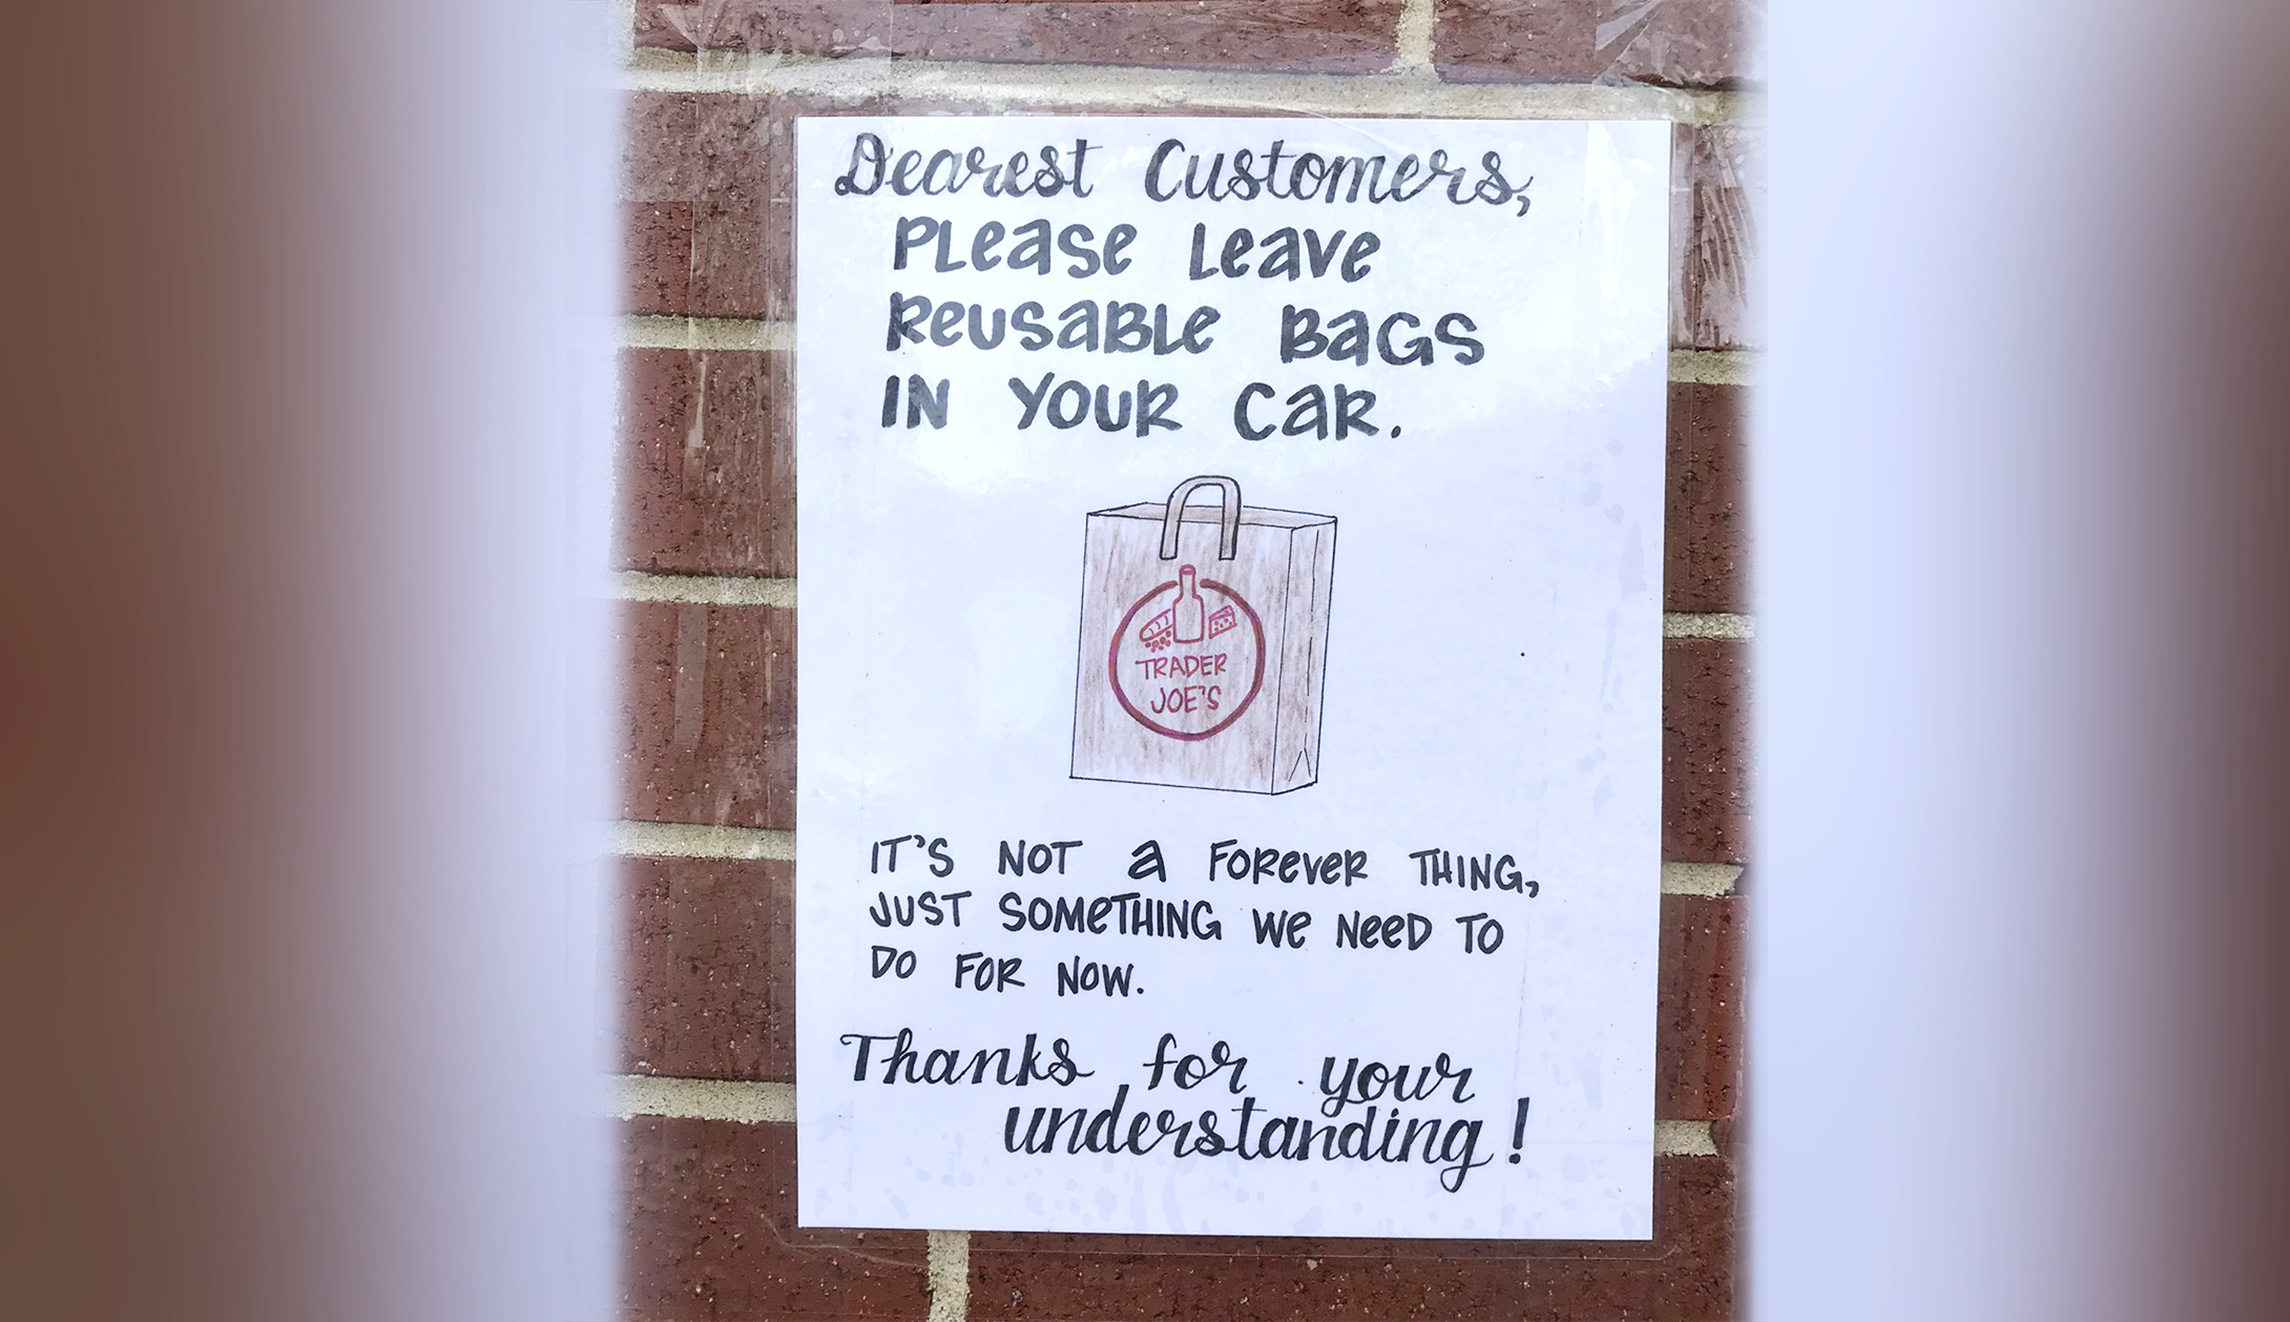 Dearest Customers,
PLease Leave
ReusaBLe BaGS
IN YOUR CaR.
TRADER
JOE'S
IT'S NOT a FOReveR THING,
JUST SOMeTHING We NeeD TO
DO FOR NOW.
Thanks for your
understanding!